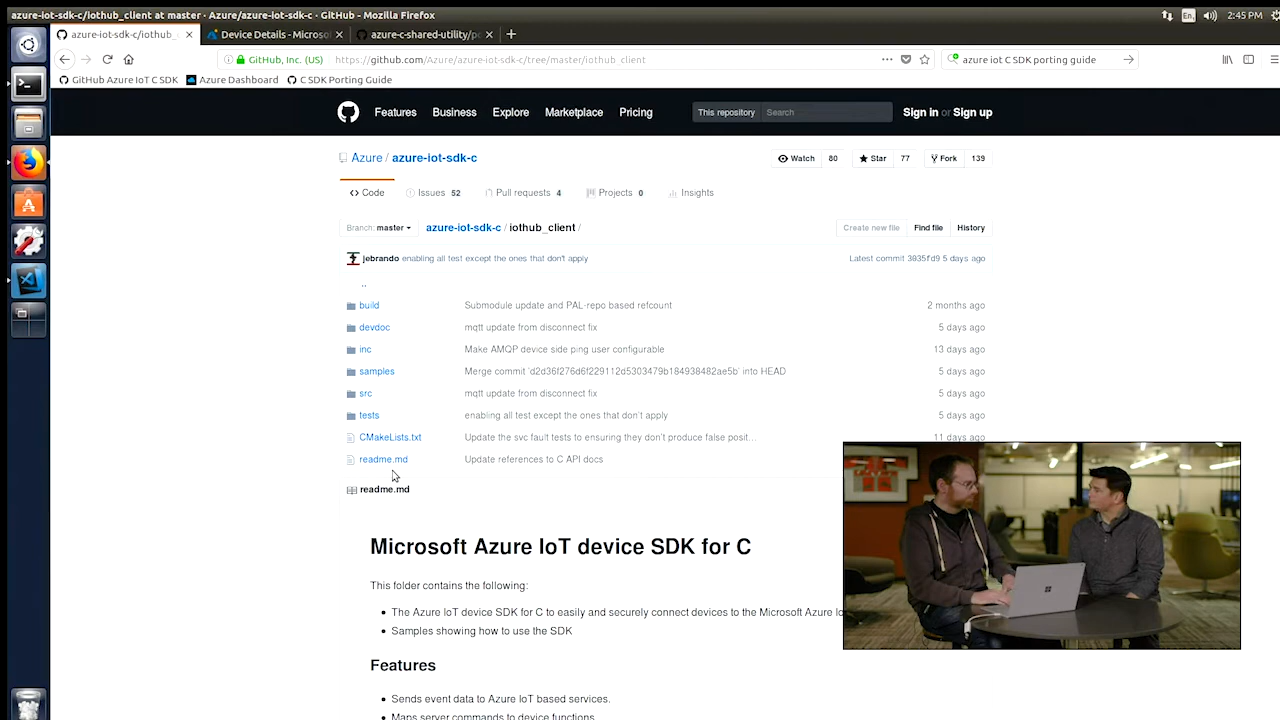 azure-iot-sdk-c/iothub_client at master · Azure/azure-iot-sdk-c · GitHub - Mozilla Firefox
En
2:45 PM
azure-iot-sdk-c/iothub_
Device Details - Microso
azure-c-shared-utility/po
GitHub, Inc. (US)
https://github.com/Azure/azure-iot-sdk-c/tree/master/iothub_client
azure iot C SDK porting guide
GitHub Azure IoT C SDK
Azure Dashboard
C SDK Porting Guide
Features
Business
Explore
Marketplace
Pricing
This repository
Search
Sign in or Sign up
Azure / azure-iot-sdk-c
Watch 80
Star 77
Fork 139
Code
Issues 52
Pull requests 4
Projects 0
Insights
Branch: master
azure-iot-sdk-c / iothub_client /
Create new file
Find file
History
jebrando enabling all test except the ones that don't apply
Latest commit 3035fd9 5 days ago
..
build Submodule update and PAL-repo based refcount 2 months ago
devdoc mqtt update from disconnect fix 5 days ago
inc Make AMQP device side ping user configurable 13 days ago
samples Merge commit 'd2d36f276d6f229112d5303479b184938482ae5b' into HEAD 5 days ago
src mqtt update from disconnect fix 5 days ago
tests enabling all test except the ones that don't apply 5 days ago
CMakeLists.txt Update the svc fault tests to ensuring they don't produce false posit… 11 days ago
readme.md Update references to C API docs
readme.md
Microsoft Azure IoT device SDK for C
This folder contains the following:
The Azure IoT device SDK for C to easily and securely connect devices to the Microsoft Azure Io
Samples showing how to use the SDK
Features
Sends event data to Azure IoT based services.
Maps server commands to device functions